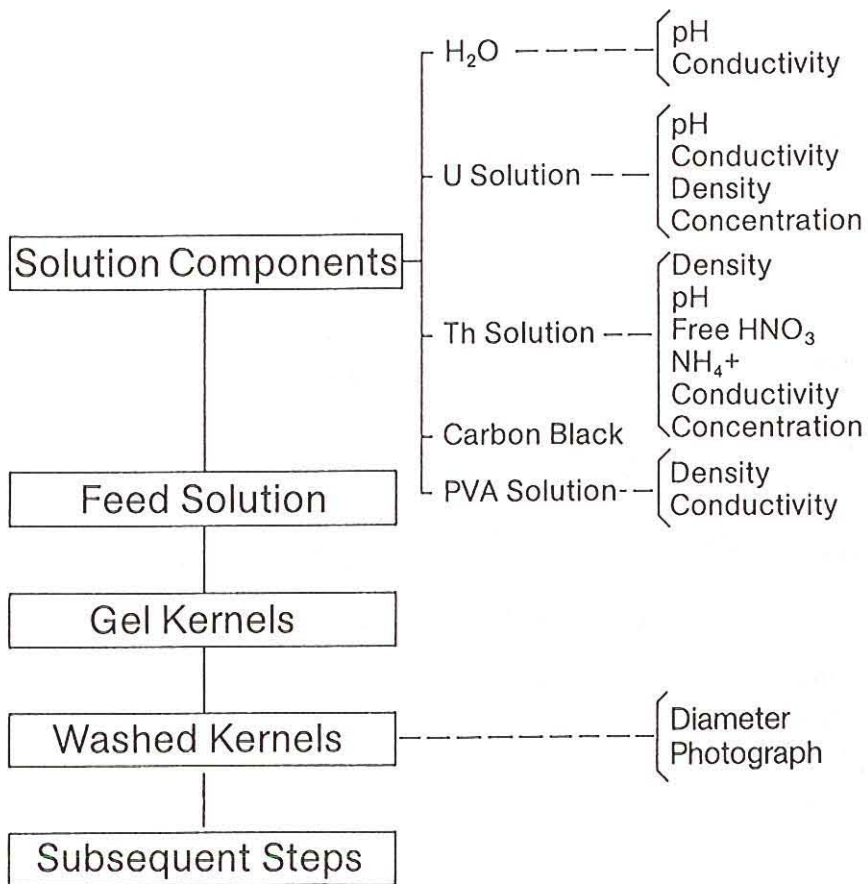 H₂O
pH
Conductivity
U Solution
pH
Conductivity
Density
Concentration
Solution Components
Th Solution
Density
pH
Free HNO₃
NH₄+
Conductivity
Concentration
Carbon Black
PVA Solution
Density
Conductivity
Feed Solution
Gel Kernels
Washed Kernels
Diameter
Photograph
Subsequent Steps